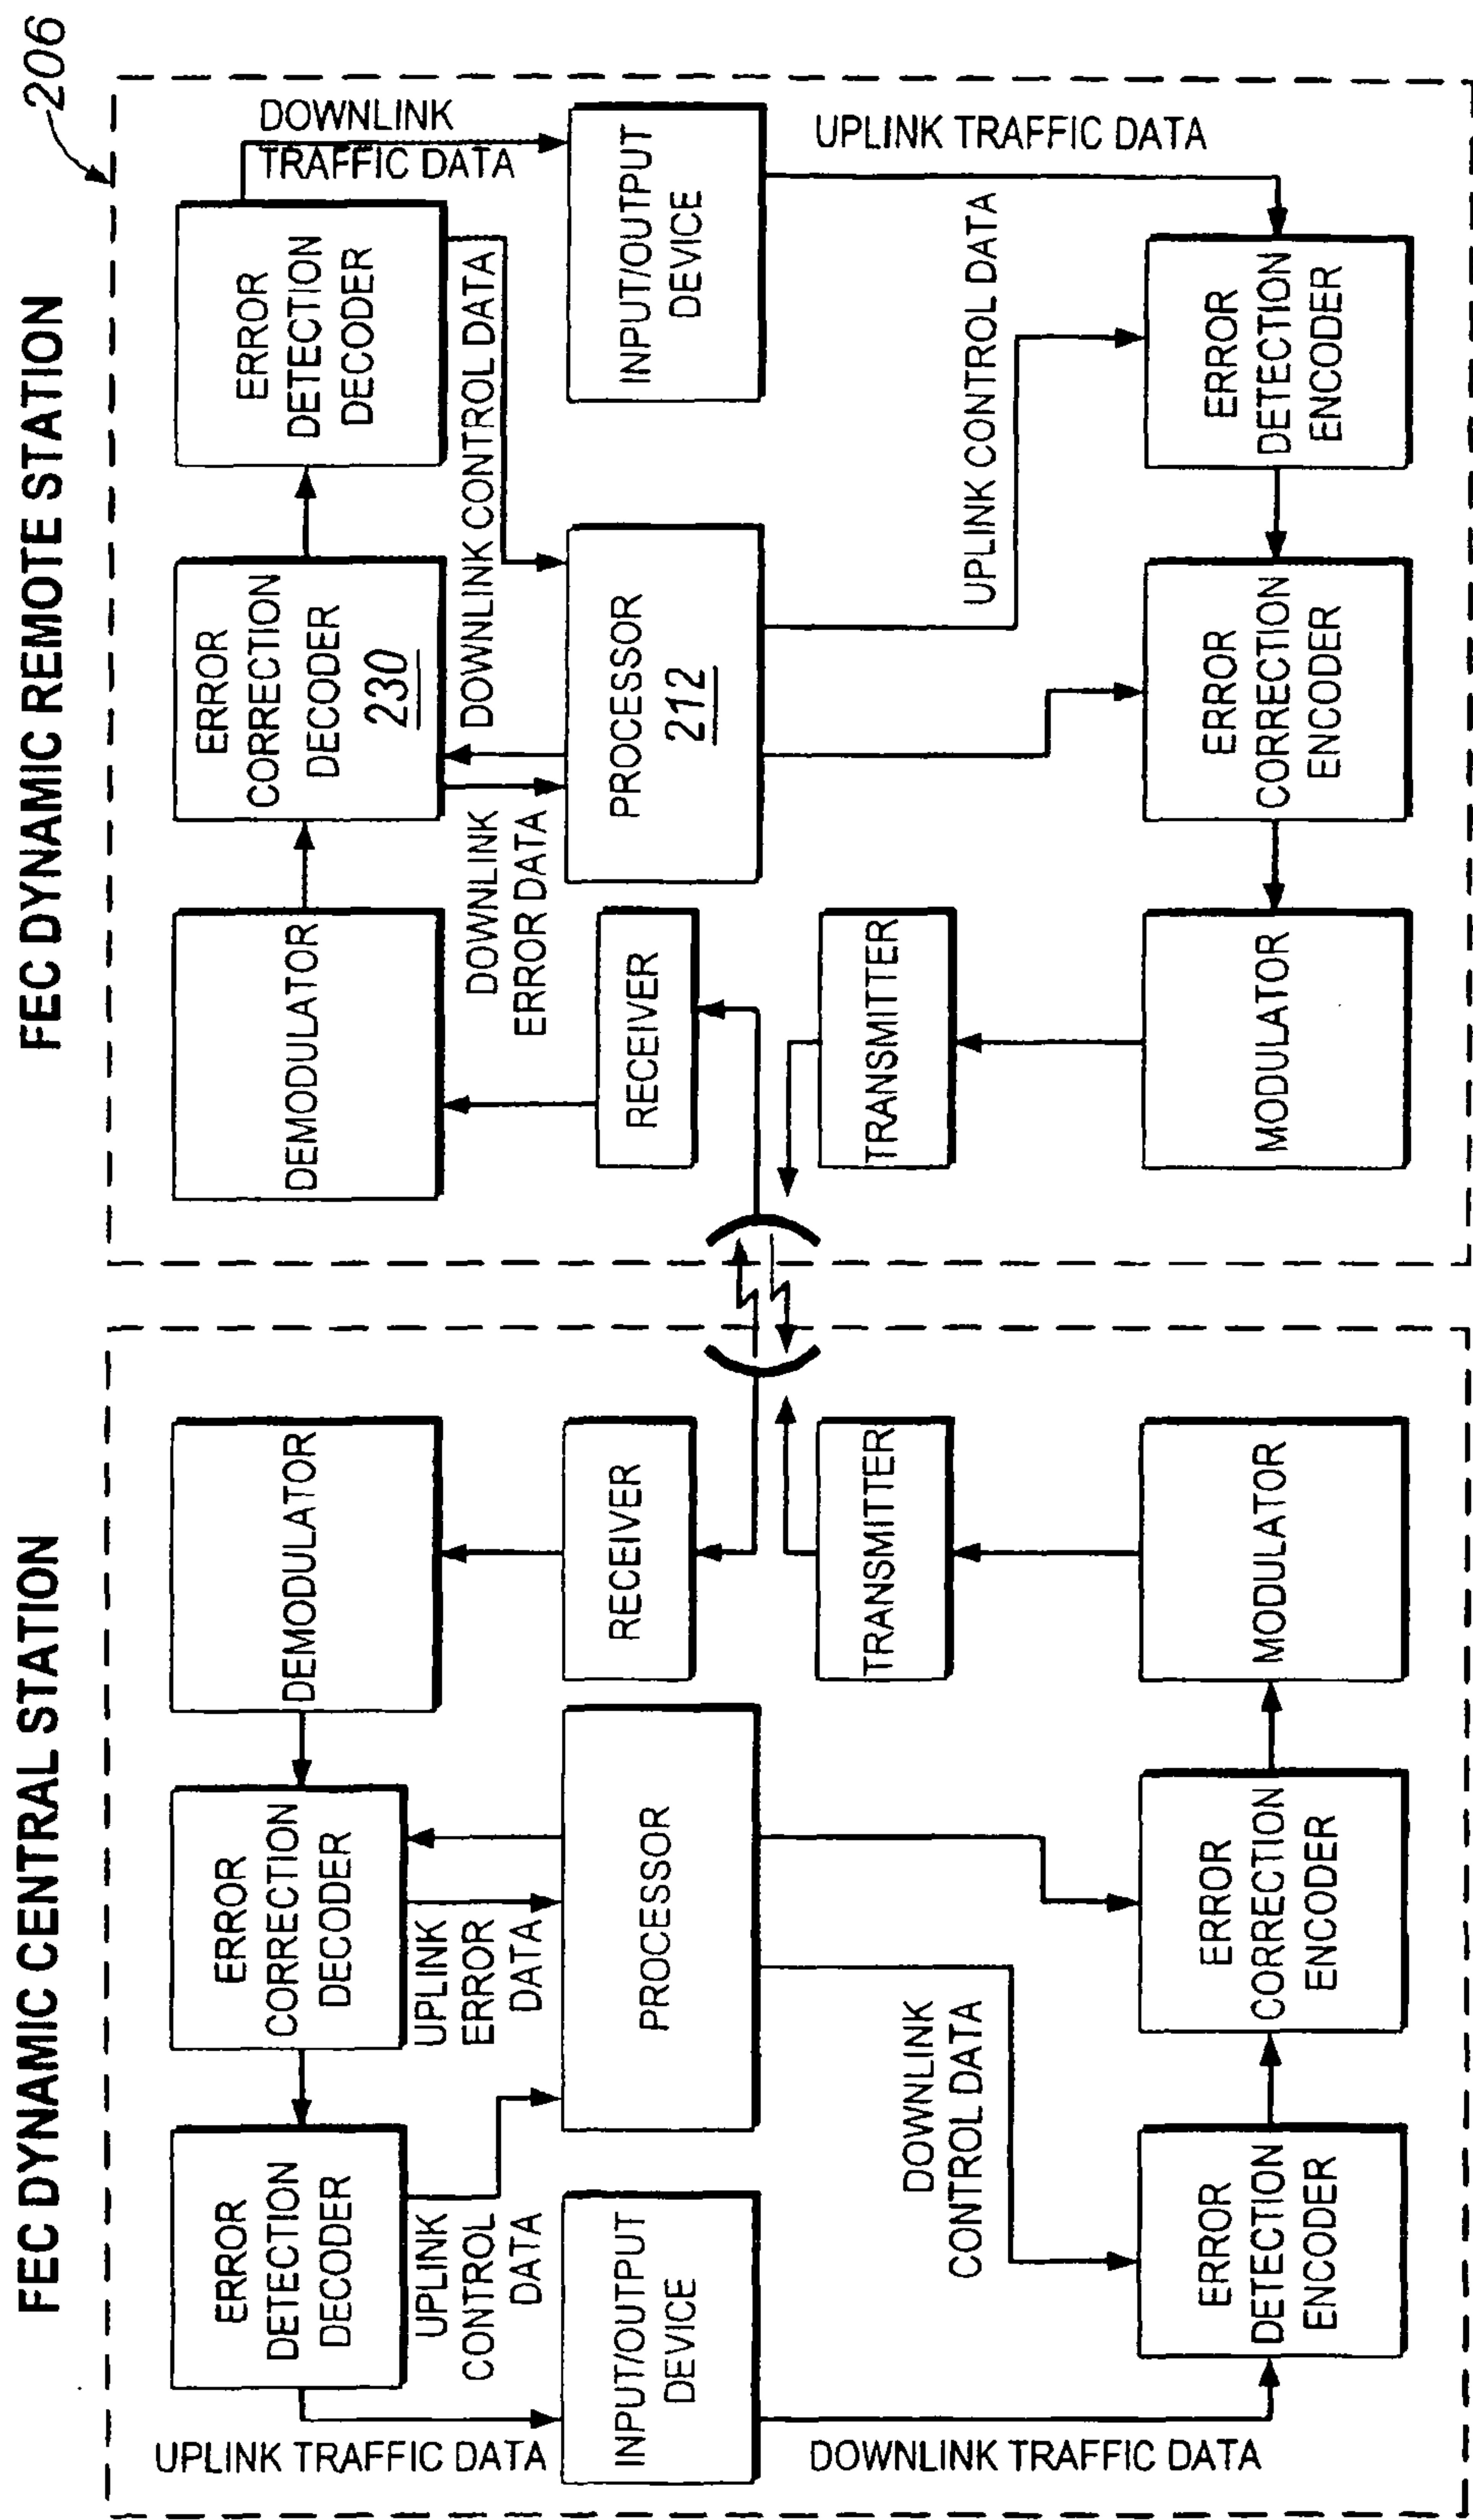 FEC DYNAMIC CENTRAL STATION
UPLINK TRAFFIC DATA
ERROR
DETECTION
DECODER
ERROR
CORRECTION
DECODER
DEMODULATOR
UPLINK
CONTROL
DATA
UPLINK
ERROR
DATA
INPUT/OUTPUT
DEVICE
PROCESSOR
RECEIVER
DOWNLINK TRAFFIC DATA
DOWNLINK
CONTROL DATA
TRANSMITTER
ERROR
DETECTION
ENCODER
ERROR
CORRECTION
ENCODER
MODULATOR
FEC DYNAMIC REMOTE STATION
206
DEMODULATOR
ERROR
CORRECTION
DECODER
230
ERROR
DETECTION
DECODER
DOWNLINK
TRAFFIC DATA
DOWNLINK
ERROR DATA
DOWNLINK CONTROL DATA
RECEIVER
PROCESSOR
212
INPUT/OUTPUT
DEVICE
UPLINK TRAFFIC DATA
TRANSMITTER
UPLINK CONTROL DATA
MODULATOR
ERROR
CORRECTION
ENCODER
ERROR
DETECTION
ENCODER